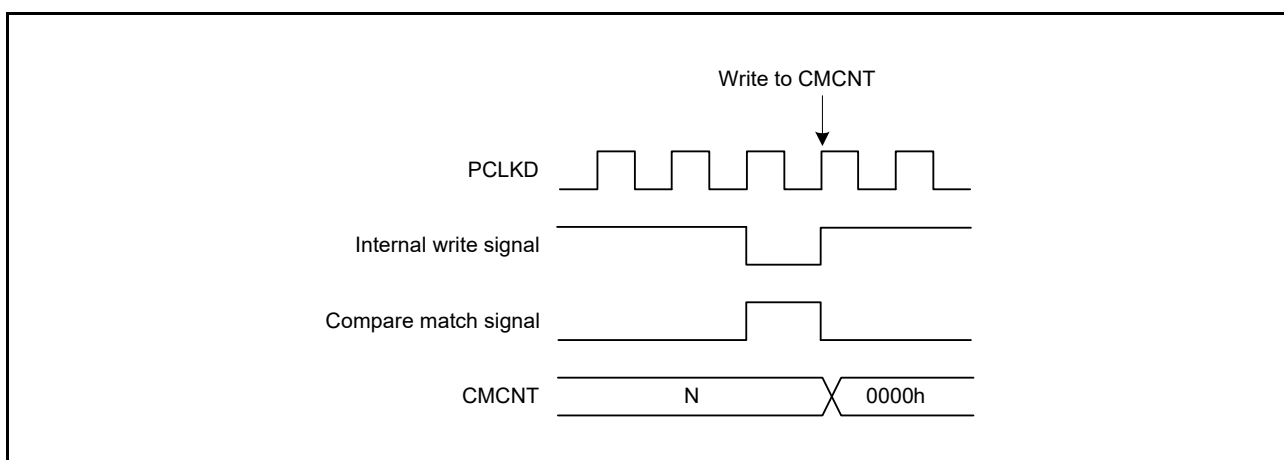 Write to CMCNT
PCLKD
Internal write signal
Compare match signal
CMCNT
N
0000h